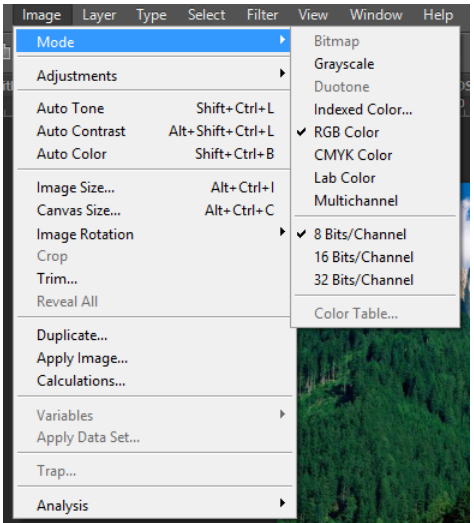 Image Layer Type Select Filter View Window Help
Mode
Adjustments
Auto Tone Shift+Ctrl+L
Auto Contrast Alt+Shift+Ctrl+L
Auto Color Shift+Ctrl+B
Image Size... Alt+Ctrl+I
Canvas Size... Alt+Ctrl+C
Image Rotation
Crop
Trim...
Reveal All
Duplicate...
Apply Image...
Calculations...
Variables
Apply Data Set...
Trap...
Analysis
Bitmap
Grayscale
Duotone
Indexed Color...
RGB Color
CMYK Color
Lab Color
Multichannel
8 Bits/Channel
16 Bits/Channel
32 Bits/Channel
Color Table...